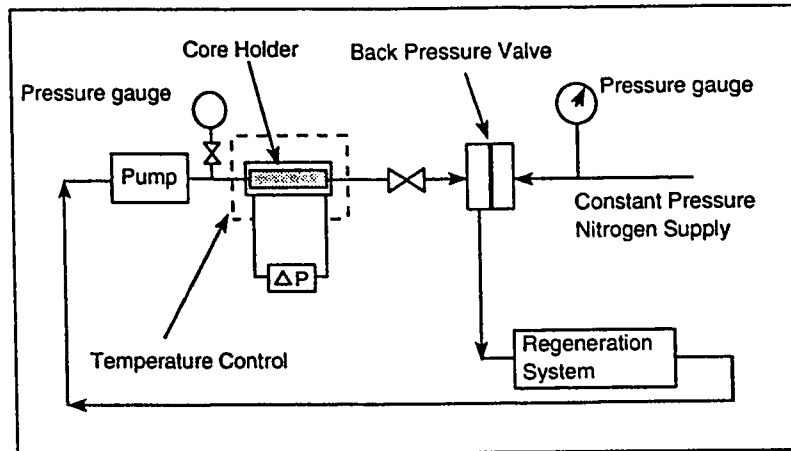 Core Holder
Back Pressure Valve
Pressure gauge
Pressure gauge
Pump
Constant Pressure
Nitrogen Supply
ΔP
Temperature Control
Regeneration
System